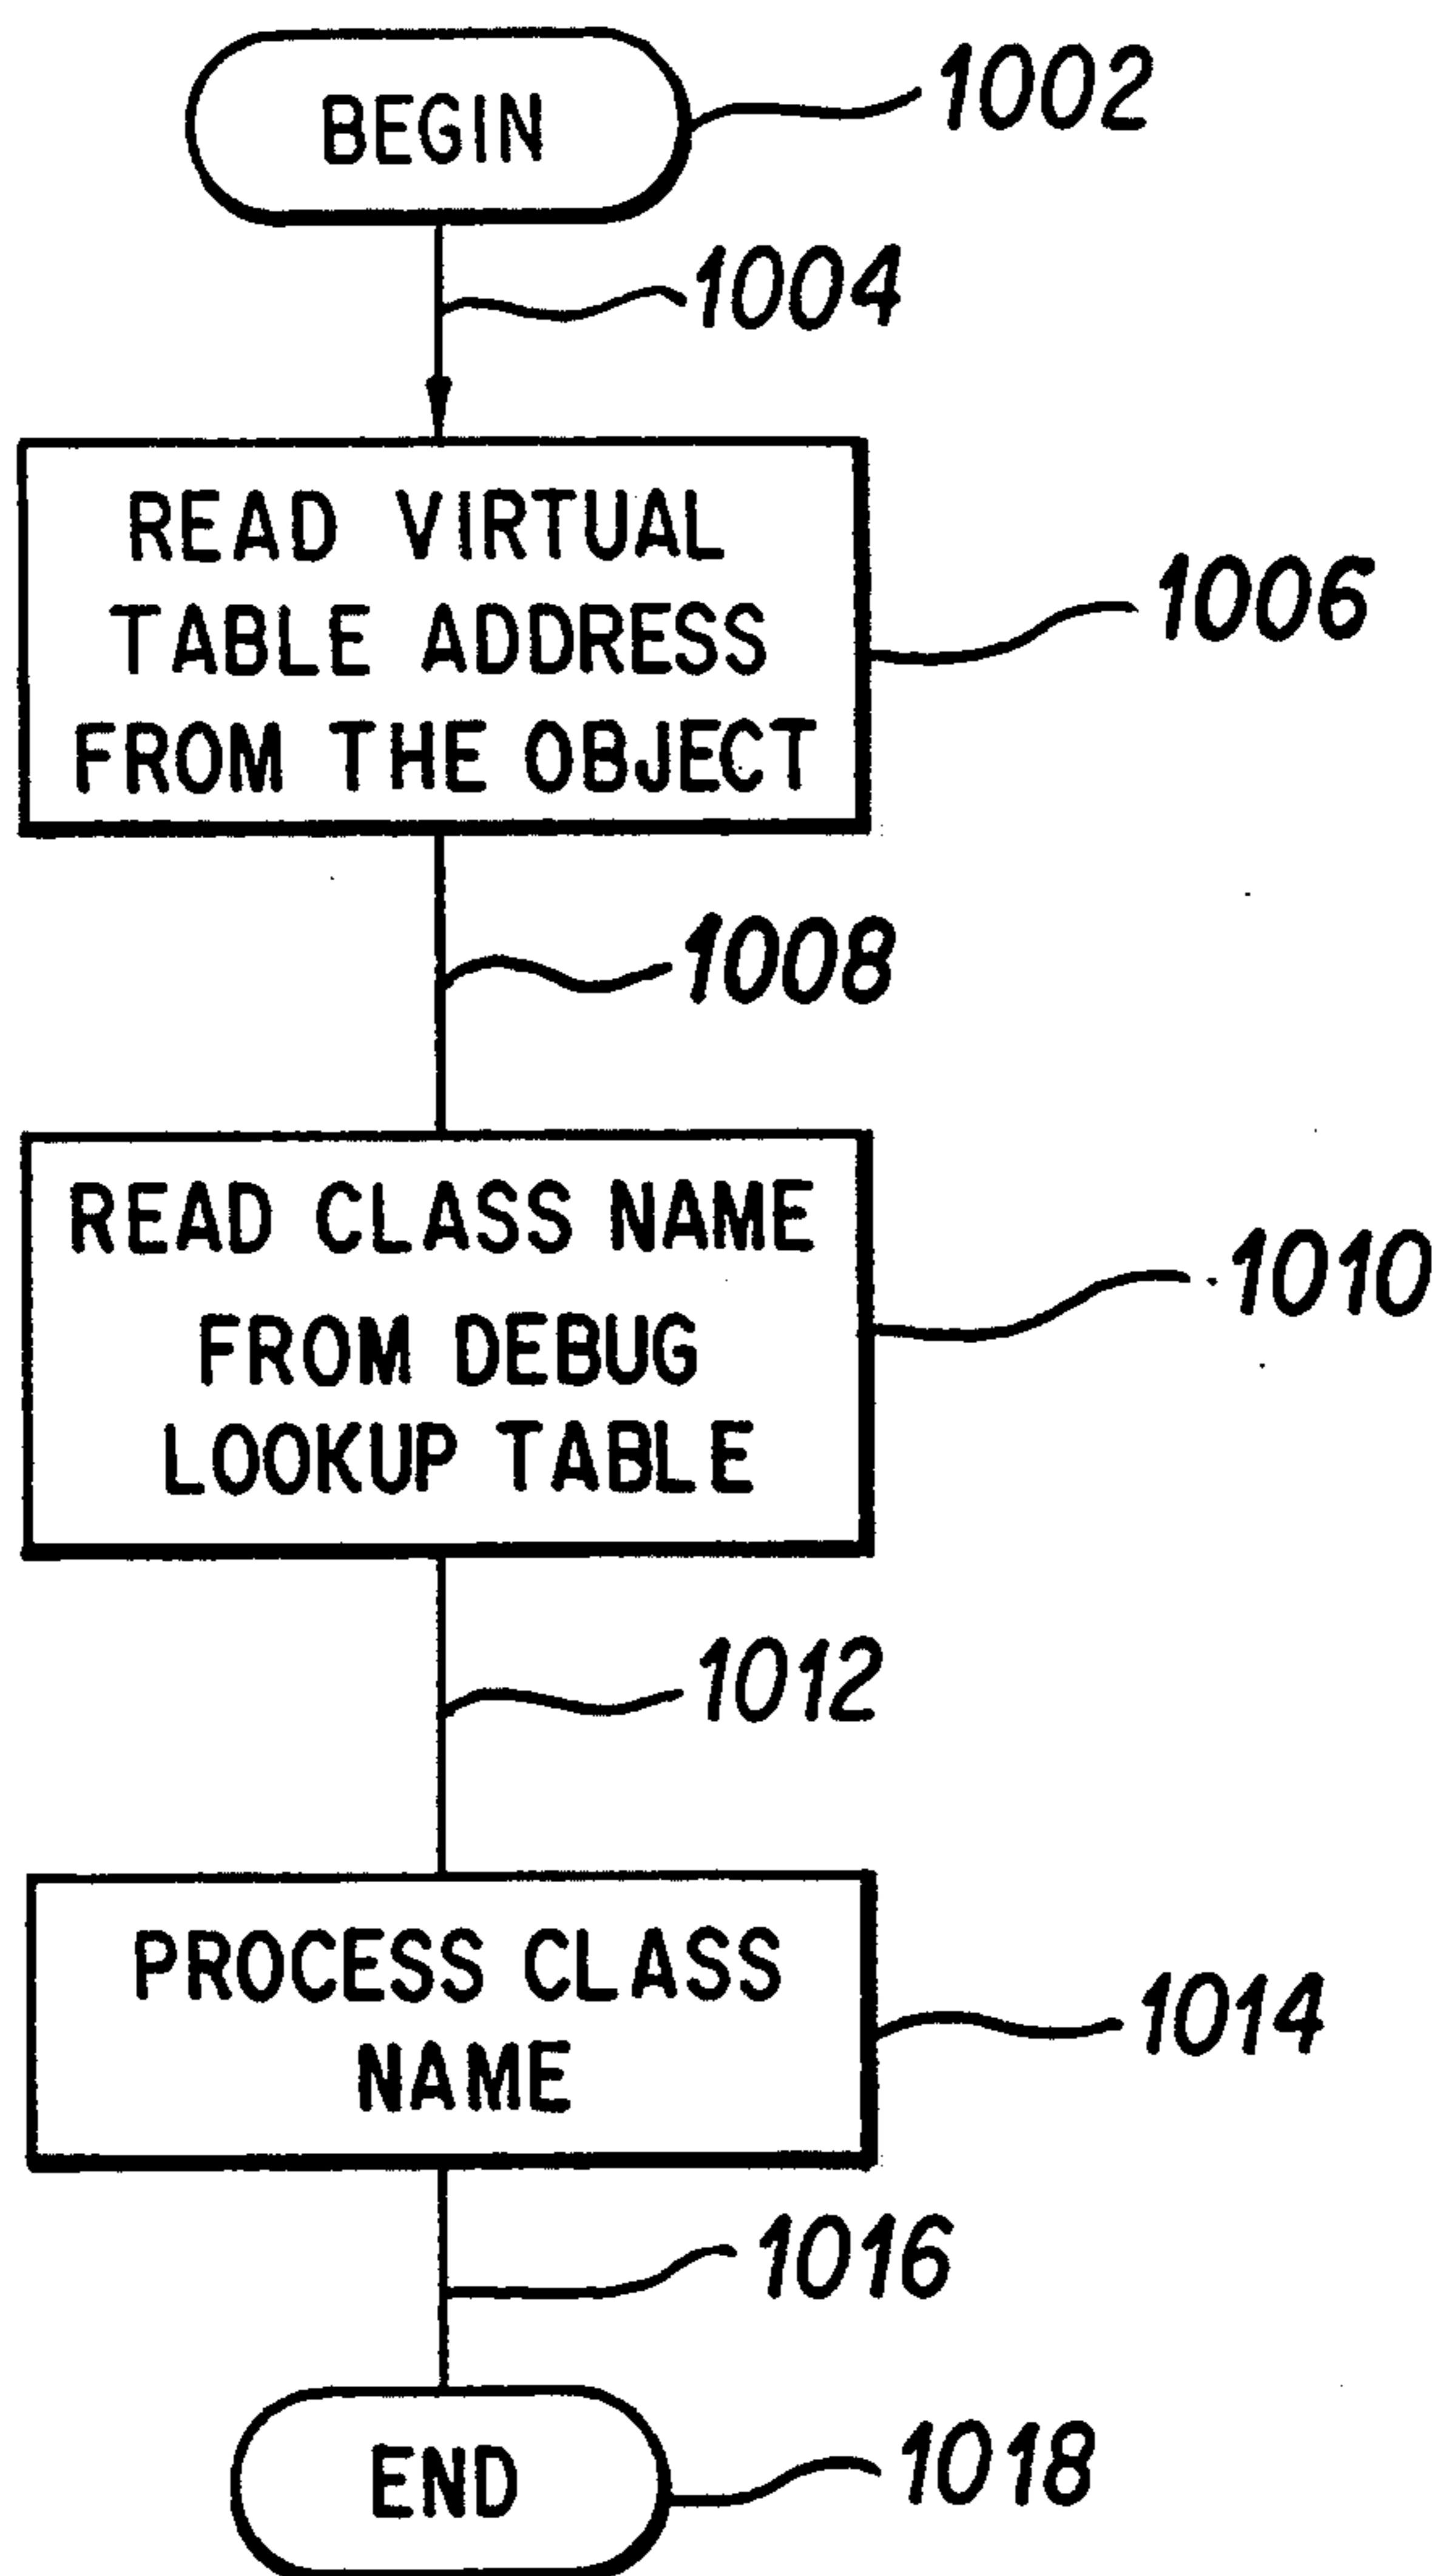 BEGIN
1002
1004
READ VIRTUAL
TABLE ADDRESS
FROM THE OBJECT
1006
1008
READ CLASS NAME
FROM DEBUG
LOOKUP TABLE
1010
1012
PROCESS CLASS
NAME
1014
1016
END
1018